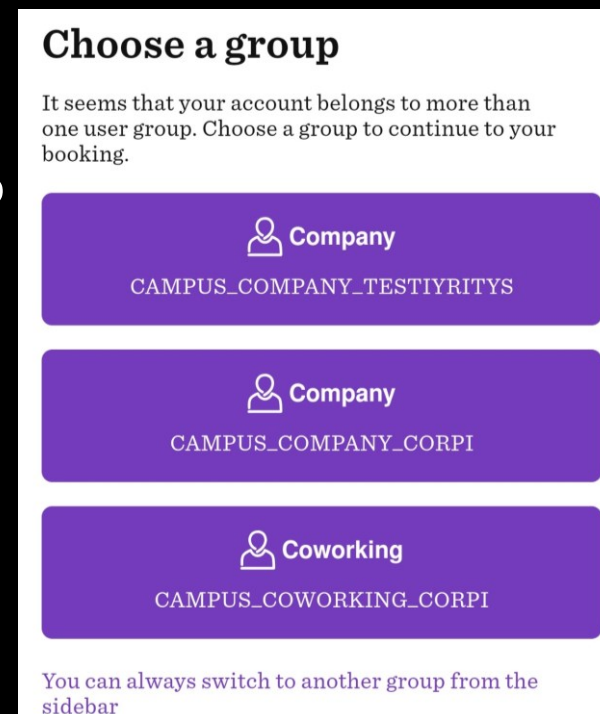 Choose a group
It seems that your account belongs to more than
one user group. Choose a group to continue to your
booking.
Company
CAMPUS_COMPANY_TESTIYRITYS
Company
CAMPUS_COMPANY_CORPI
Coworking
CAMPUS_COWORKING_CORPI
You can always switch to another group from the
sidebar